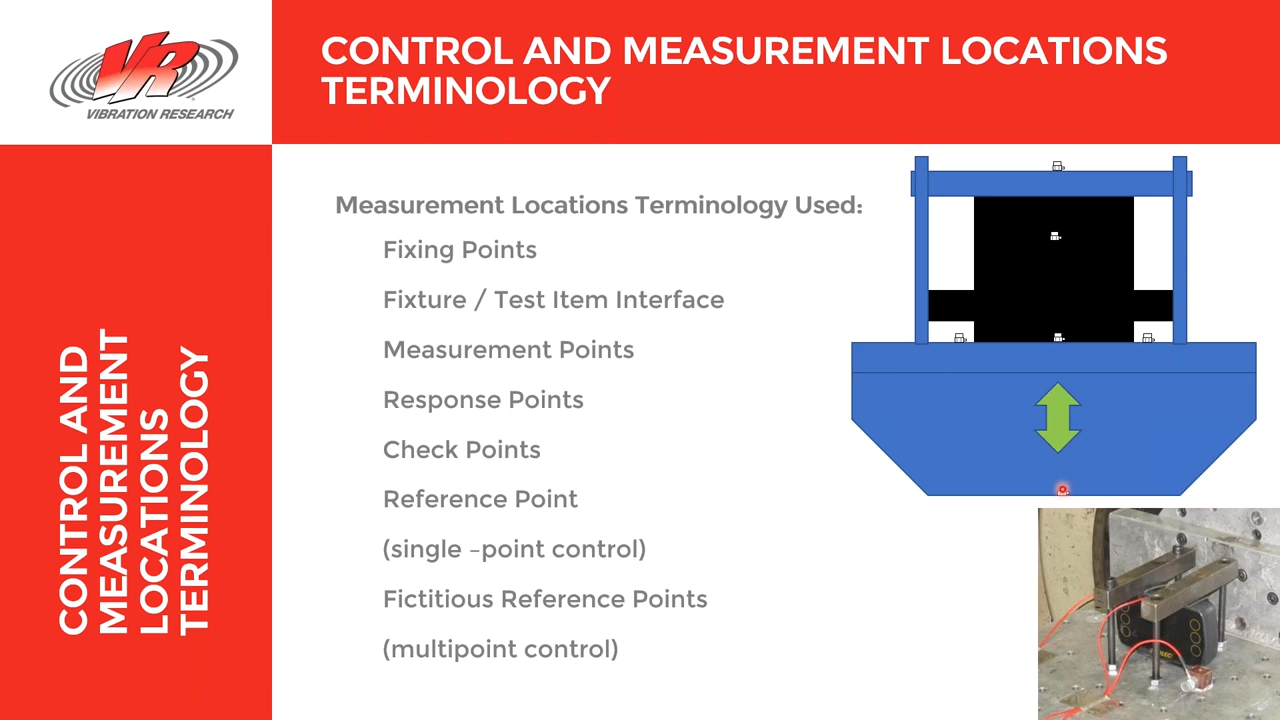 VR
VIBRATION RESEARCH
CONTROL AND MEASUREMENT LOCATIONS
TERMINOLOGY
CONTROL AND
MEASUREMENT
LOCATIONS
TERMINOLOGY
Measurement Locations Terminology Used:
Fixing Points
Fixture / Test Item Interface
Measurement Points
Response Points
Check Points
Reference Point
(single –point control)
Fictitious Reference Points
(multipoint control)